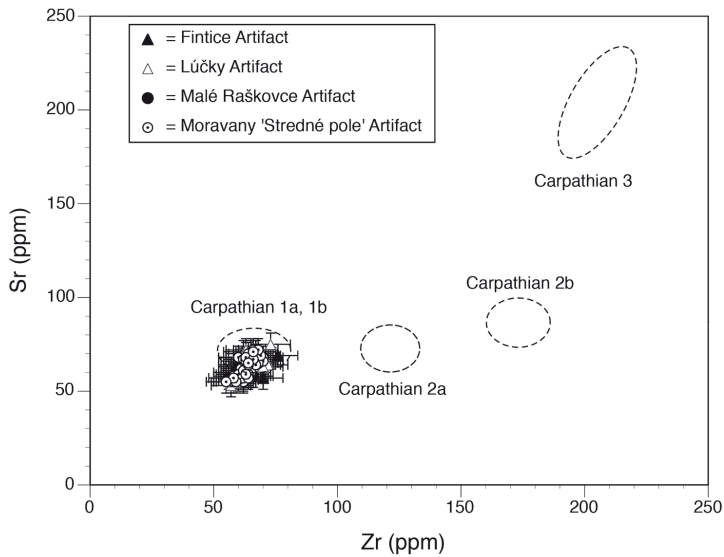 250
200
150
100
50
0
Sr (ppm)
= Fintice Artifact
= Lúčky Artifact
= Malé Raškovce Artifact
= Moravany 'Stredné pole' Artifact
Carpathian 3
Carpathian 2b
Carpathian 1a, 1b
Carpathian 2a
0 50 100 150 200 250
Zr (ppm)